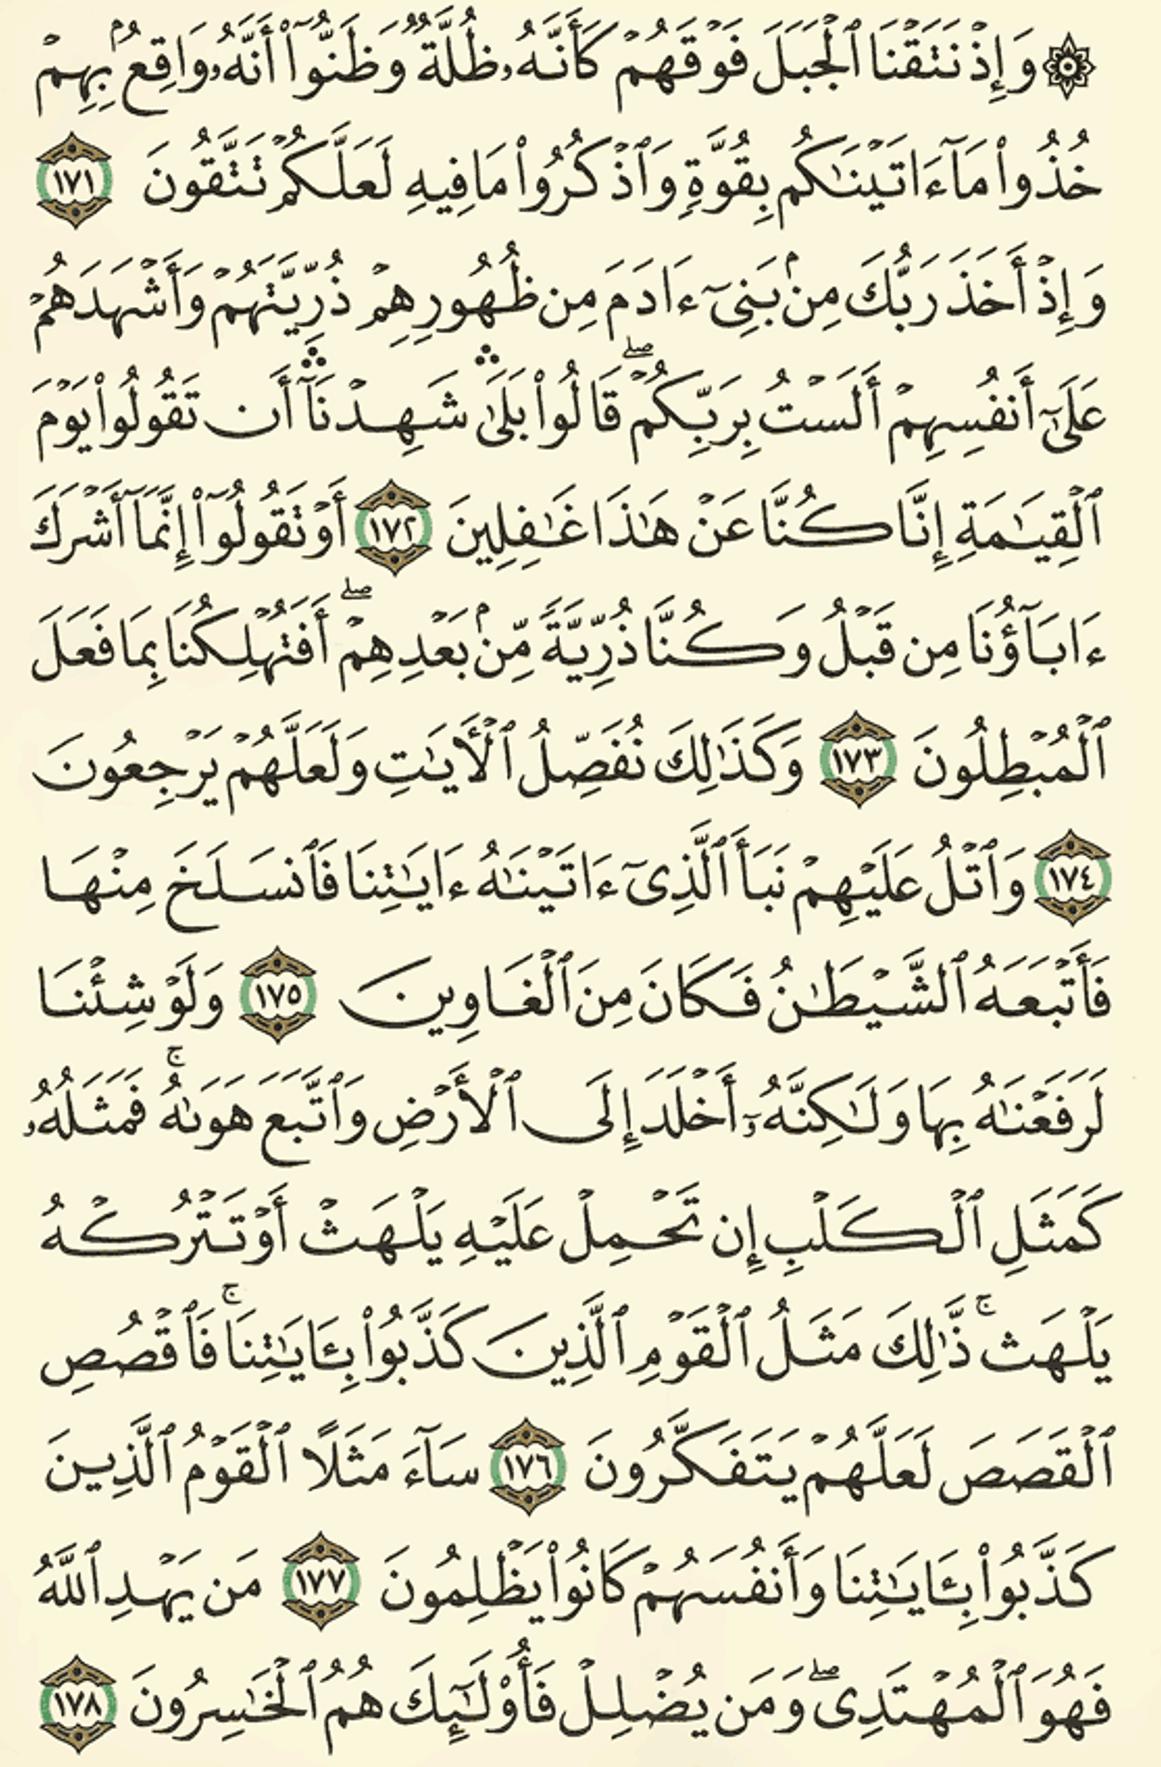 ۞ وَإِذْ نَتَقْنَا ٱلْجَبَلَ فَوْقَهُمْ كَأَنَّهُۥ ظُلَّةٌ وَظَنُّوٓا۟ أَنَّهُۥ وَاقِعٌۢ بِهِمْ
خُذُوا۟ مَآ ءَاتَيْنَٰكُم بِقُوَّةٍ وَٱذْكُرُوا۟ مَا فِيهِ لَعَلَّكُمْ تَتَّقُونَ ١٧١
وَإِذْ أَخَذَ رَبُّكَ مِنۢ بَنِىٓ ءَادَمَ مِن ظُهُورِهِمْ ذُرِّيَّتَهُمْ وَأَشْهَدَهُمْ
عَلَىٰٓ أَنفُسِهِمْ أَلَسْتُ بِرَبِّكُمْ ۖ قَالُوا۟ بَلَىٰ ۛ شَهِدْنَآ ۛ أَن تَقُولُوا۟ يَوْمَ
ٱلْقِيَٰمَةِ إِنَّا كُنَّا عَنْ هَٰذَا غَٰفِلِينَ ١٧٢ أَوْ تَقُولُوٓا۟ إِنَّمَآ أَشْرَكَ
ءَابَآؤُنَا مِن قَبْلُ وَكُنَّا ذُرِّيَّةً مِّنۢ بَعْدِهِمْ ۖ أَفَتُهْلِكُنَا بِمَا فَعَلَ
ٱلْمُبْطِلُونَ ١٧٣ وَكَذَٰلِكَ نُفَصِّلُ ٱلْأَيَٰتِ وَلَعَلَّهُمْ يَرْجِعُونَ
١٧٤ وَٱتْلُ عَلَيْهِمْ نَبَأَ ٱلَّذِىٓ ءَاتَيْنَٰهُ ءَايَٰتِنَا فَٱنسَلَخَ مِنْهَا
فَأَتْبَعَهُ ٱلشَّيْطَٰنُ فَكَانَ مِنَ ٱلْغَاوِينَ ١٧٥ وَلَوْ شِئْنَا
لَرَفَعْنَٰهُ بِهَا وَلَٰكِنَّهُۥٓ أَخْلَدَ إِلَى ٱلْأَرْضِ وَٱتَّبَعَ هَوَىٰهُ ۚ فَمَثَلُهُۥ
كَمَثَلِ ٱلْكَلْبِ إِن تَحْمِلْ عَلَيْهِ يَلْهَثْ أَوْ تَتْرُكْهُ
يَلْهَث ۚ ذَّٰلِكَ مَثَلُ ٱلْقَوْمِ ٱلَّذِينَ كَذَّبُوا۟ بِـَٔايَٰتِنَا ۚ فَٱقْصُصِ
ٱلْقَصَصَ لَعَلَّهُمْ يَتَفَكَّرُونَ ١٧٦ سَآءَ مَثَلًا ٱلْقَوْمُ ٱلَّذِينَ
كَذَّبُوا۟ بِـَٔايَٰتِنَا وَأَنفُسَهُمْ كَانُوا۟ يَظْلِمُونَ ١٧٧ مَن يَهْدِ ٱللَّهُ
فَهُوَ ٱلْمُهْتَدِى ۖ وَمَن يُضْلِلْ فَأُو۟لَٰٓئِكَ هُمُ ٱلْخَٰسِرُونَ ١٧٨